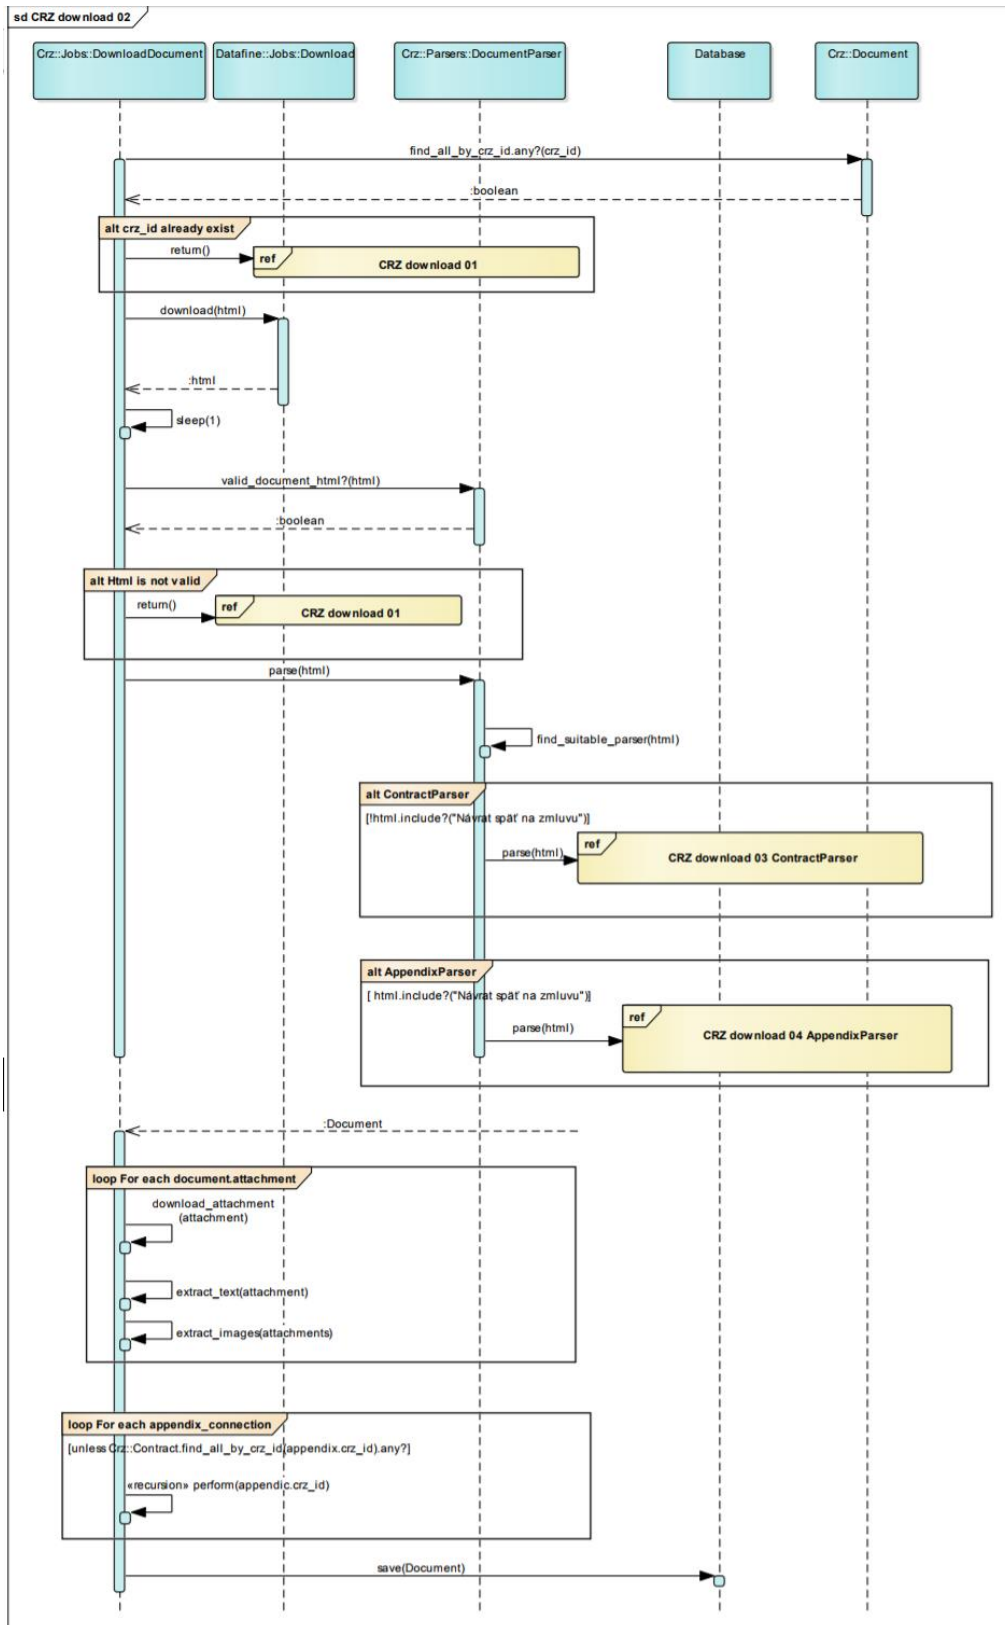 sd CRZ download 02
Crz::Jobs::DownloadDocument
Datafine::Jobs::Download
Crz::Parsers::DocumentParser
Database
Crz::Document
find_all_by_crz_id.any?(crz_id)
:boolean
alt crz_id already exist
return()
ref
CRZ download 01
download(html)
:html
sleep(1)
valid_document_html?(html)
:boolean
alt Html is not valid
return()
ref
CRZ download 01
parse(html)
find_suitable_parser(html)
alt ContractParser
[!html.include?("Návrat späť na zmluvu")]
ref
parse(html)
CRZ download 03 ContractParser
alt AppendixParser
[ html.include?("Návrat späť na zmluvu")]
ref
parse(html)
CRZ download 04 AppendixParser
:Document
loop For each document.attachment
download_attachment
(attachment)
extract_text(attachment)
extract_images(attachments)
loop For each appendix_connection
[unless Crz::Contract.find_all_by_crz_id(appendix.crz_id).any?]
«recursion» perform(appendic.crz_id)
save(Document)